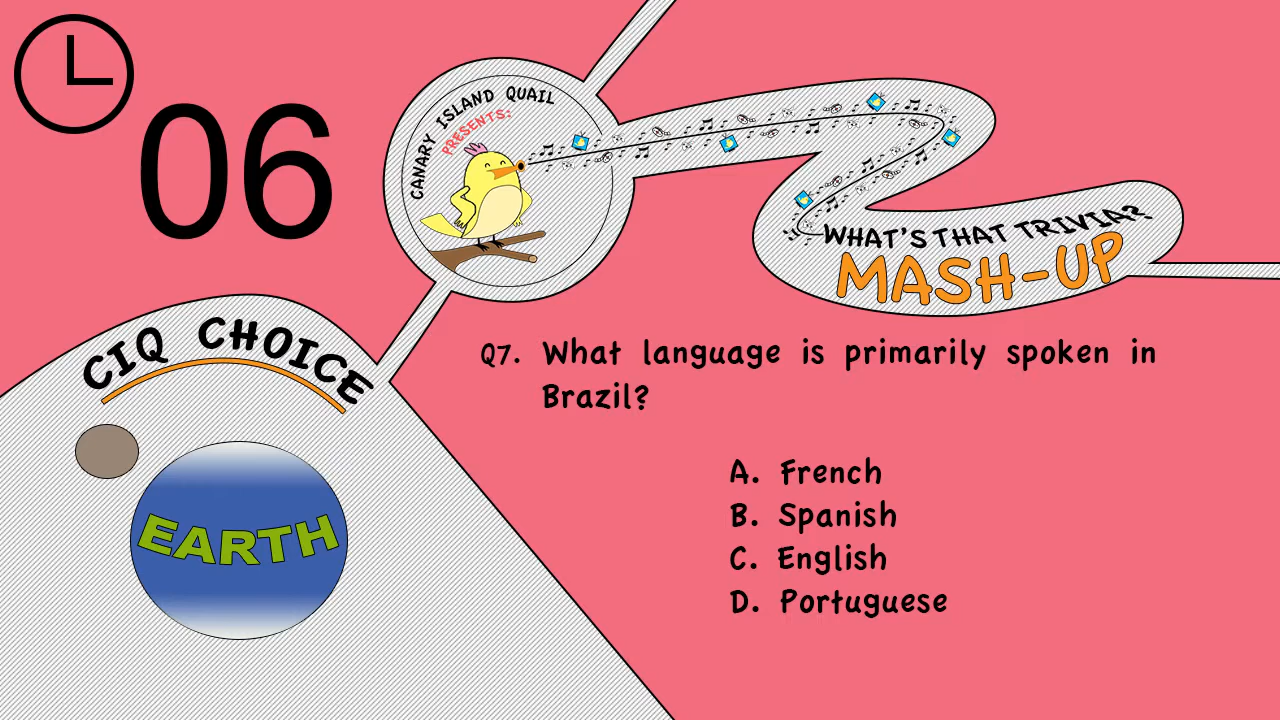 06
CANARY ISLAND QUAIL
PRESENTS:
WHAT'S THAT TRIVIA?
MASH-UP
CIQ CHOICE
EARTH
Q7. What language is primarily spoken in
Brazil?
A. French
B. Spanish
C. English
D. Portuguese